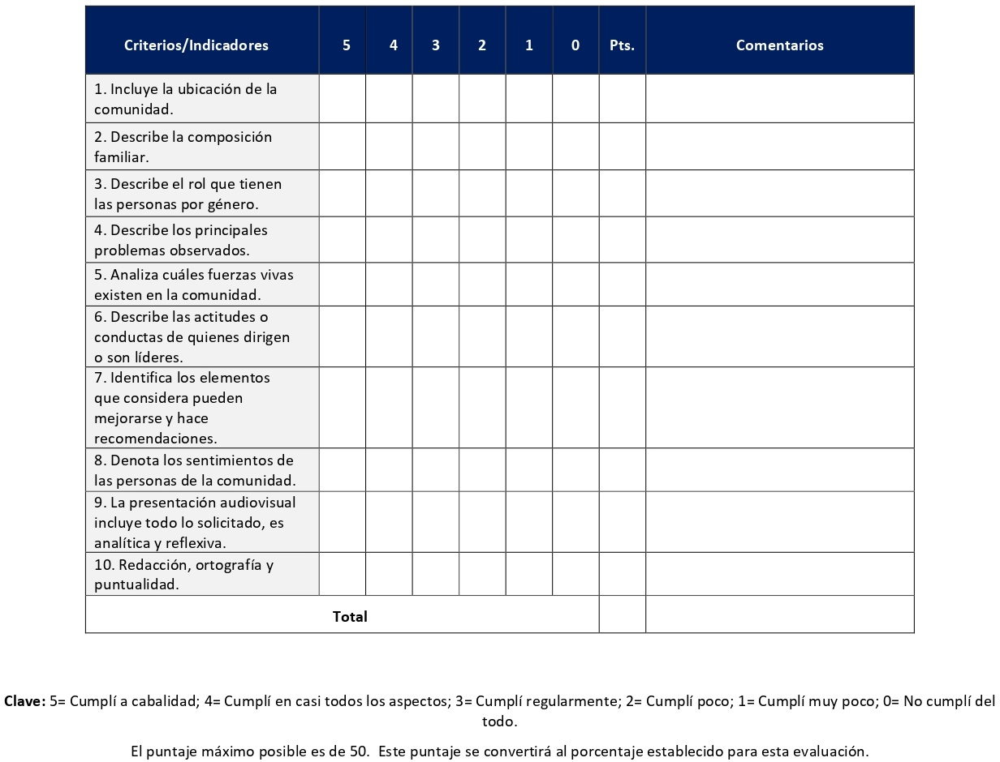 Criterios/Indicadores 5 4 3 2 1 0 Pts. Comentarios
1. Incluye la ubicación de la
comunidad.
2. Describe la composición
familiar.
3. Describe el rol que tienen
las personas por género.
4. Describe los principales
problemas observados.
5. Analiza cuáles fuerzas vivas
existen en la comunidad.
6. Describe las actitudes o
conductas de quienes dirigen
o son líderes.
7. Identifica los elementos
que considera pueden
mejorarse y hace
recomendaciones.
8. Denota los sentimientos de
las personas de la comunidad.
9. La presentación audiovisual
incluye todo lo solicitado, es
analítica y reflexiva.
10. Redacción, ortografía y
puntualidad.
Total
Clave: 5= Cumplí a cabalidad; 4= Cumplí en casi todos los aspectos; 3= Cumplí regularmente; 2= Cumplí poco; 1= Cumplí muy poco; 0= No cumplí del
todo.
El puntaje máximo posible es de 50.  Este puntaje se convertirá al porcentaje establecido para esta evaluación.